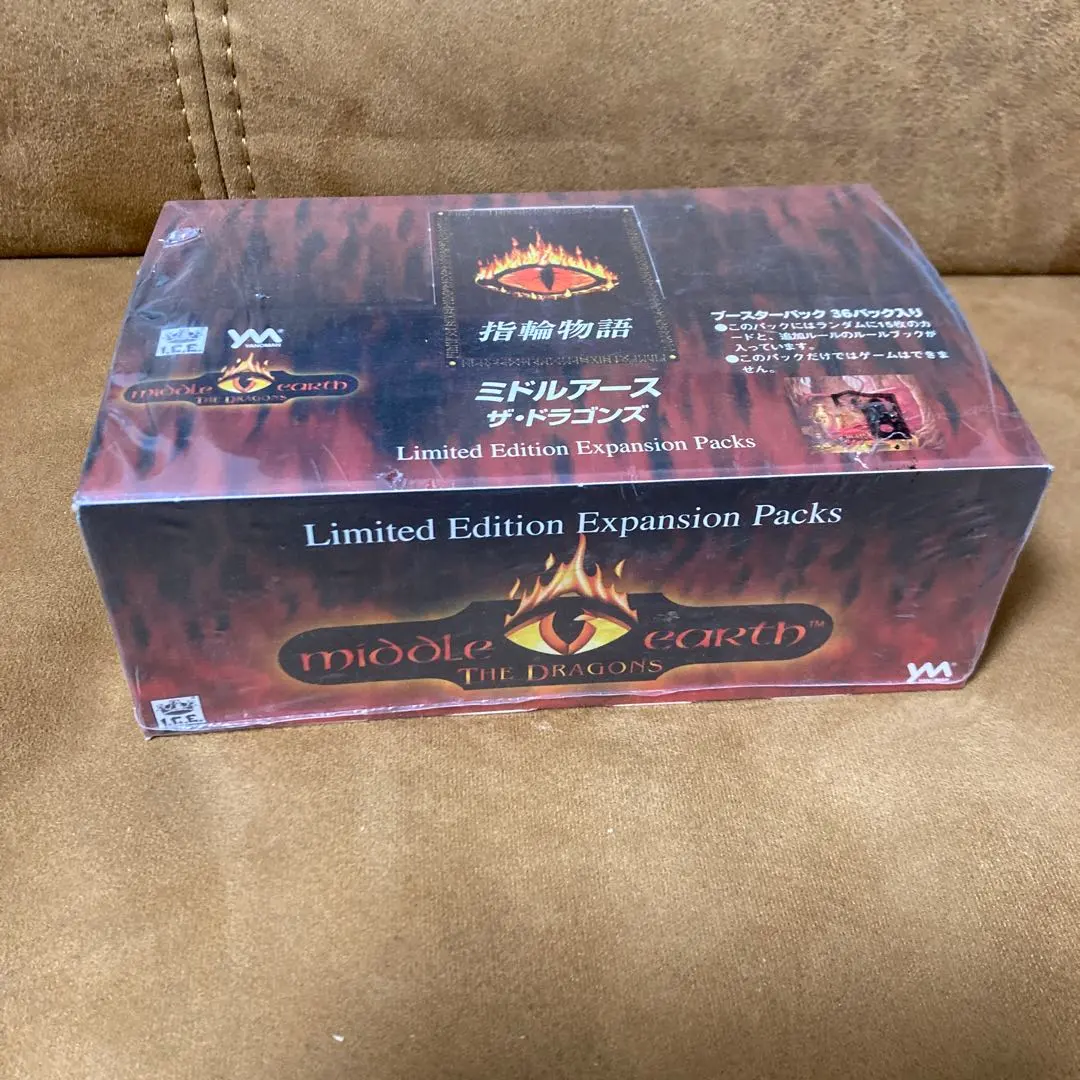 指輪物語
ミドルアース
ザ・ドラゴンズ
Limited Edition Expansion Packs
I.C.E.
YM
YANOMAN
middle earth
THE DRAGONS
ブースターパック 36パック入り
●このパックにはランダムに15枚のカ
ードと、追加ルールのルールブックが
入っています。
●このパックだけではゲームはできま
せん。
Limited Edition Expansion Packs
middle earth™
THE DRAGONS
I.C.E.
YM